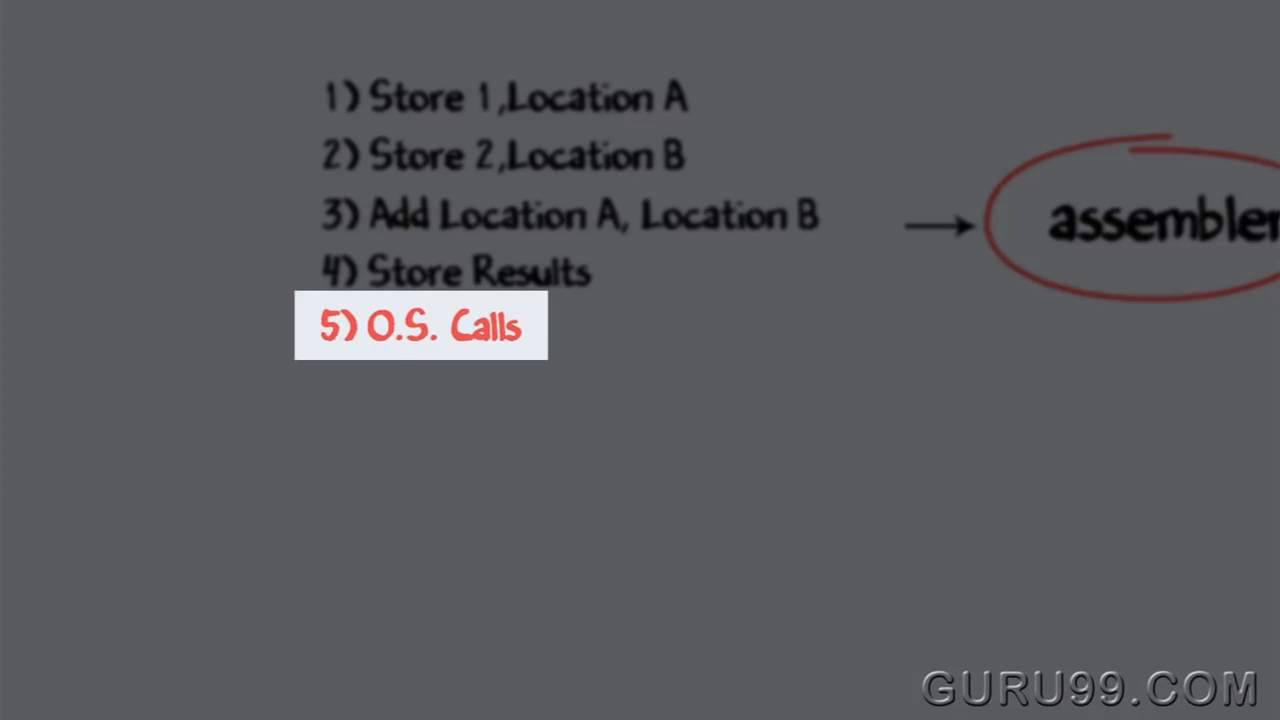 1) Store 1,Location A
2) Store 2,Location B
3) Add Location A, Location B
assembler
4) Store Results
5) O.S. Calls
GURU99.COM